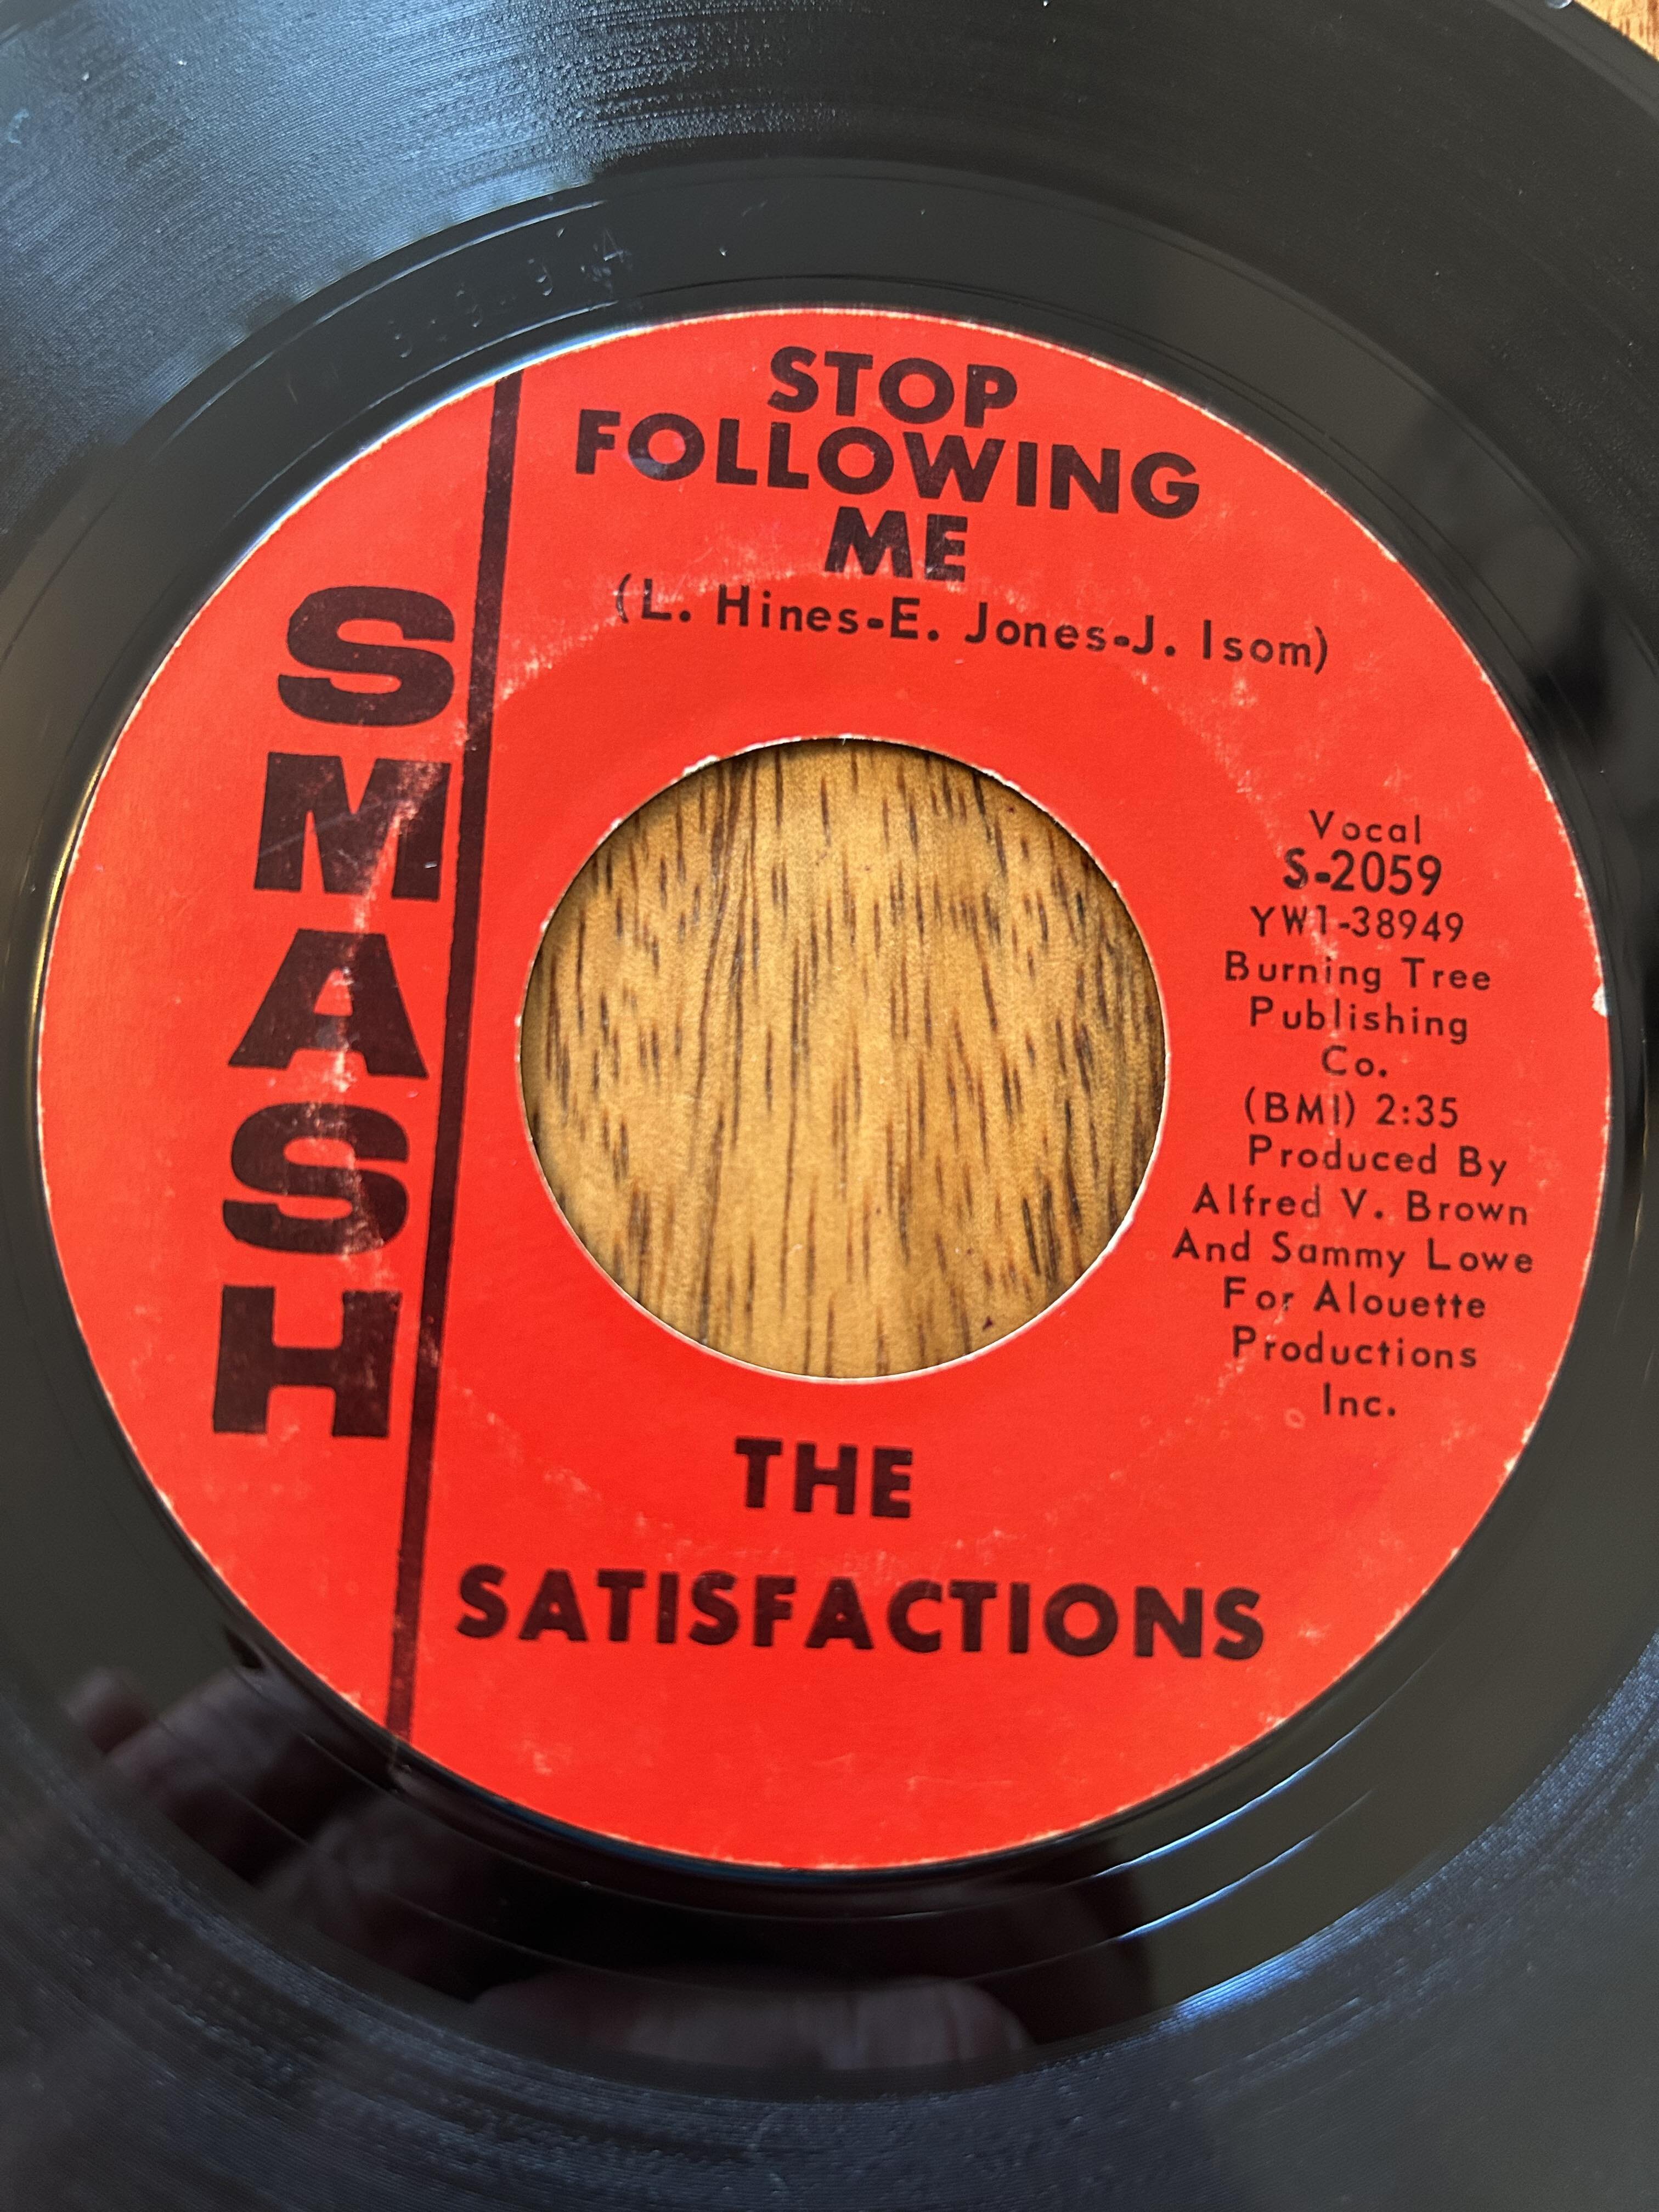 STOP
FOLLOWING
ME
(L. Hines-E. Jones-J. Isom)
SMASH
Vocal
S-2059
YW1-38949
Burning Tree
Publishing
Co.
(BMI) 2:35
Produced By
Alfred V. Brown
And Sammy Lowe
For Alouette
Productions
Inc.
THE
SATISFACTIONS